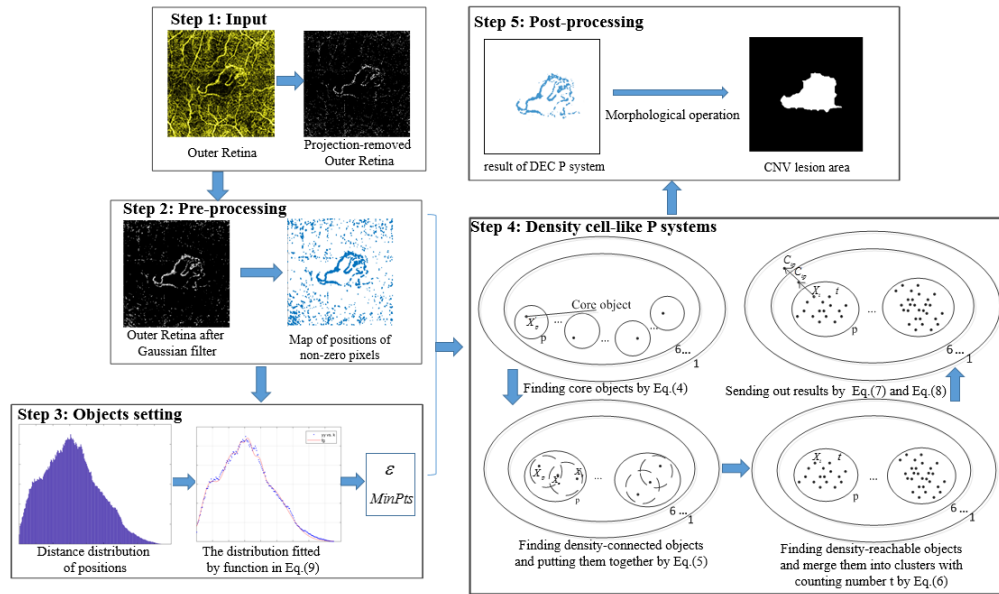 Step 1: Input
Outer Retina
Projection-removed
Outer Retina
Step 2: Pre-processing
Outer Retina after
Gaussian filter
Map of positions of
non-zero pixels
Step 3: Objects setting
Distance distribution
of positions
The distribution fitted
by function in Eq.(9)
ε
MinPts
Step 4: Density cell-like P systems
Core object
X
p
...
...
...
6...
1
Finding core objects by Eq.(4)
X
X
X
p
...
6...
1
Finding density-connected objects
and putting them together by Eq.(5)
X t
p
...
6...
1
Finding density-reachable objects
and merge them into clusters with
counting number t by Eq.(6)
C C
X t
p
...
6...
1
Sending out results by Eq.(7) and Eq.(8)
Step 5: Post-processing
result of DEC P system
Morphological operation
CNV lesion area